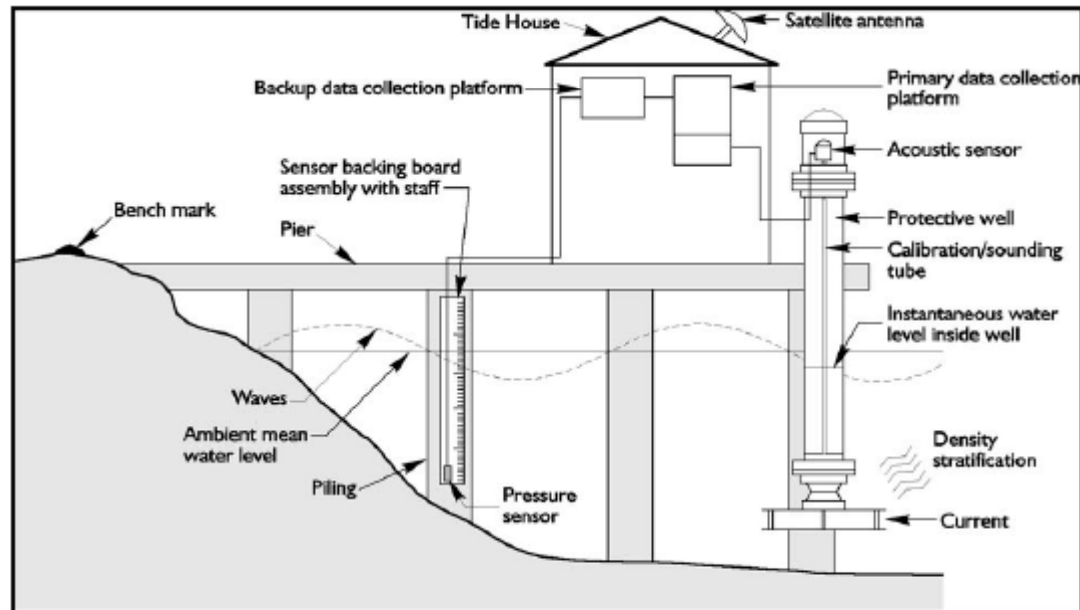 Tide House
Satellite antenna
Backup data collection platform
Primary data collection
platform
Sensor backing board
assembly with staff
Acoustic sensor
Bench mark
Pier
Protective well
Calibration/sounding
tube
Instantaneous water
level inside well
Waves
Ambient mean
water level
Density
stratification
Piling
Pressure
sensor
Current